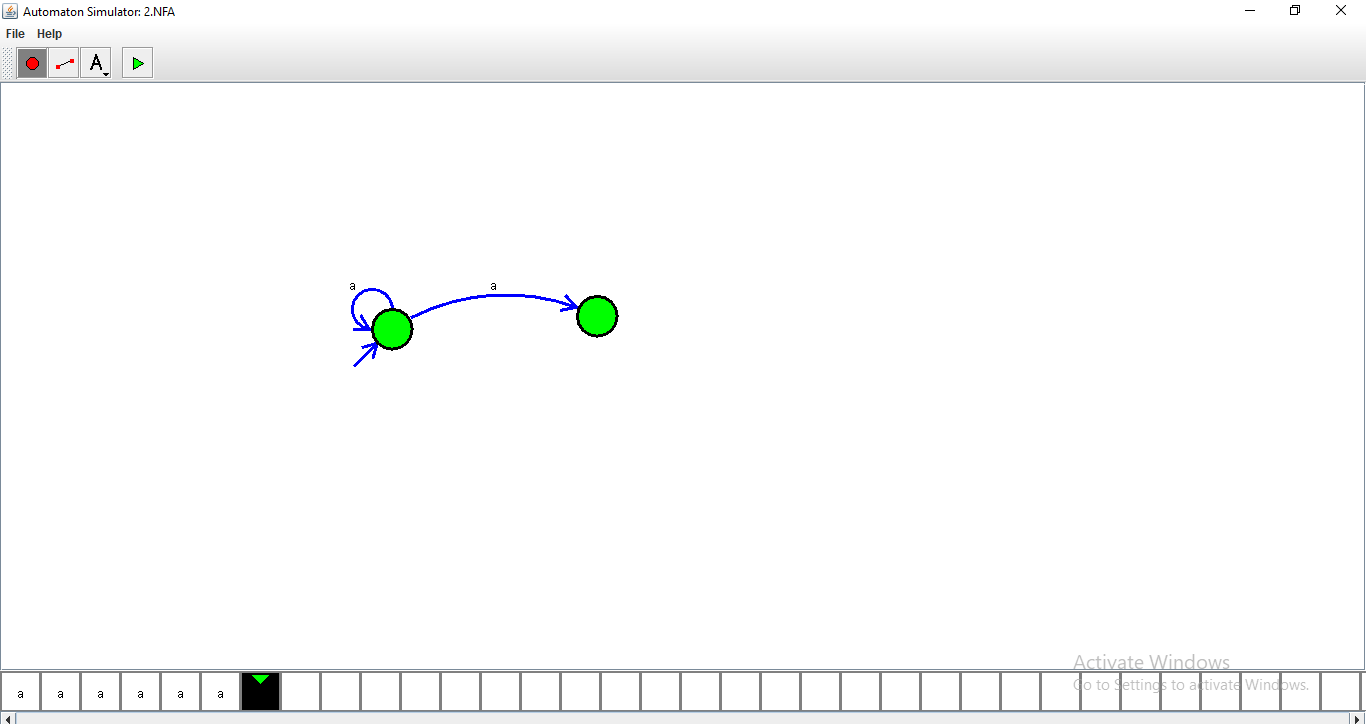 Automaton Simulator: 2.NFA
File Help
A
a
a
Activate Windows
Go to Settings to activate Windows.
a a a a a a